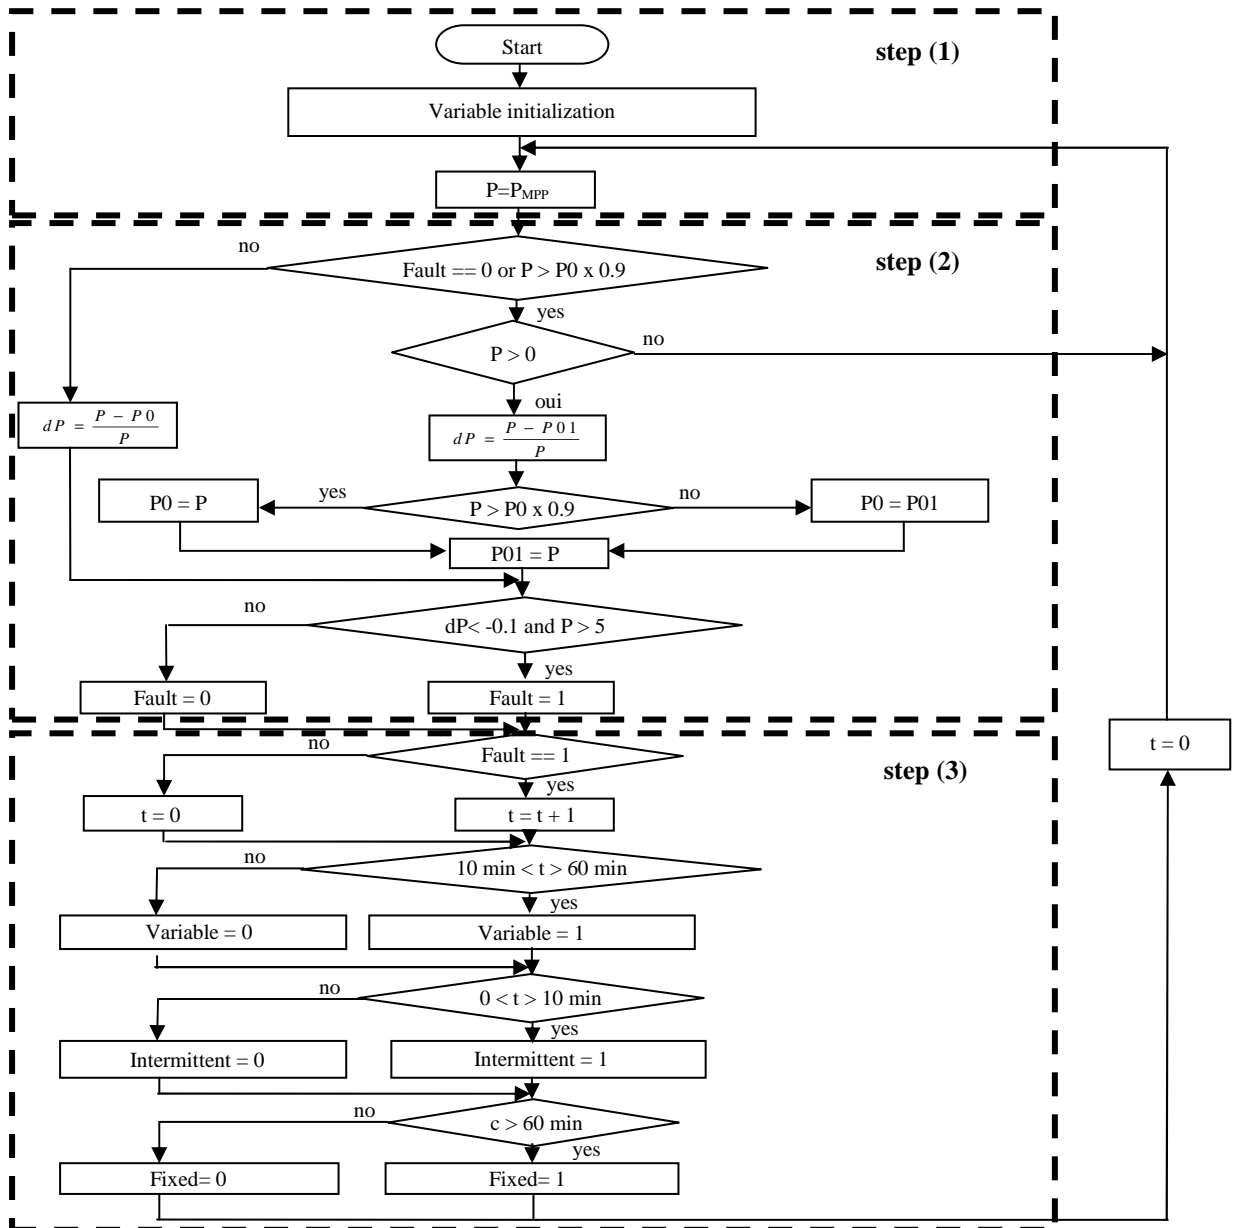 Start
step (1)
Variable initialization
P=PMPP
no
step (2)
Fault == 0 or P > P0 x 0.9
yes
no
P > 0
oui
dP = P - P0 / P
dP = P - P01 / P
yes
no
P0 = P
P > P0 x 0.9
P0 = P01
P01 = P
no
dP< -0.1 and P > 5
yes
Fault = 0
Fault = 1
no
Fault == 1
t = 0
step (3)
yes
t = 0
t = t + 1
no
10 min < t > 60 min
yes
Variable = 0
Variable = 1
no
0 < t > 10 min
yes
Intermittent = 0
Intermittent = 1
no
c > 60 min
yes
Fixed= 0
Fixed= 1